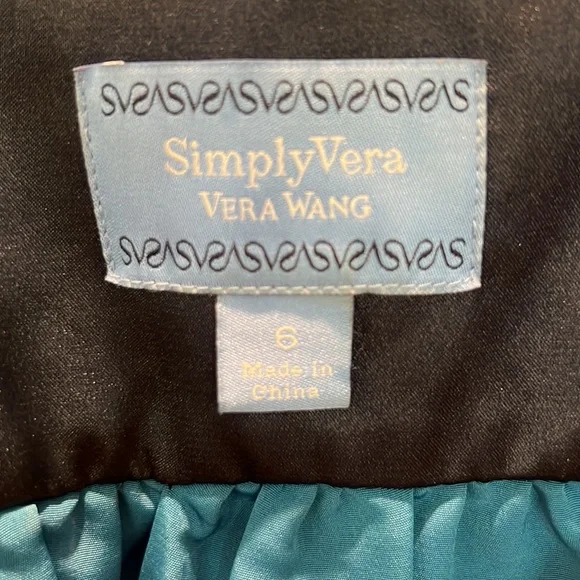 SimplyVera
VERA WANG
6
Made in
China